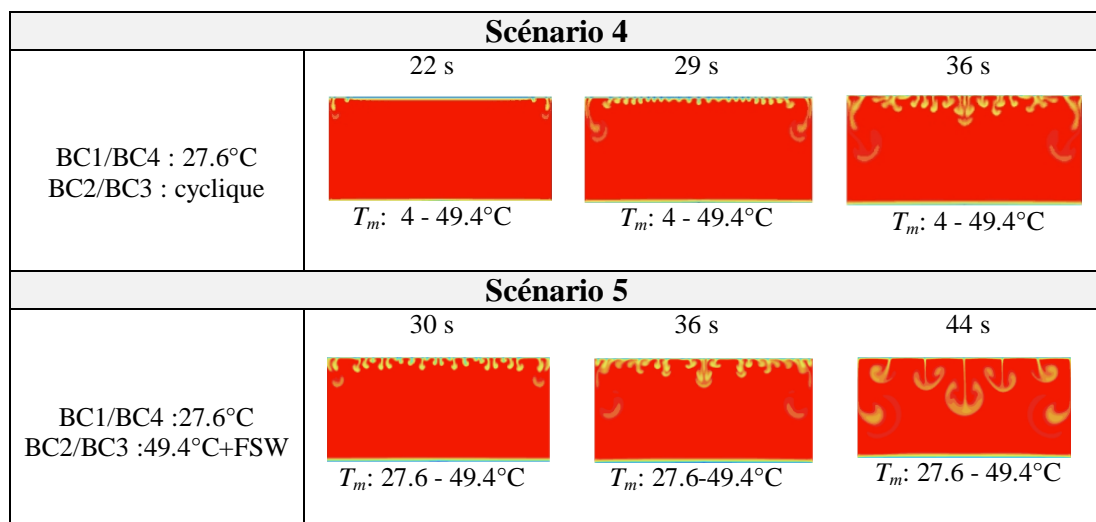 Scénario 4
22 s 29 s 36 s
BC1/BC4 : 27.6°C
BC2/BC3 : cyclique
Tm: 4 - 49.4°C Tm: 4 - 49.4°C Tm: 4 - 49.4°C
Scénario 5
30 s 36 s 44 s
BC1/BC4 :27.6°C
BC2/BC3 :49.4°C+FSW
Tm: 27.6 - 49.4°C Tm: 27.6-49.4°C Tm: 27.6 - 49.4°C